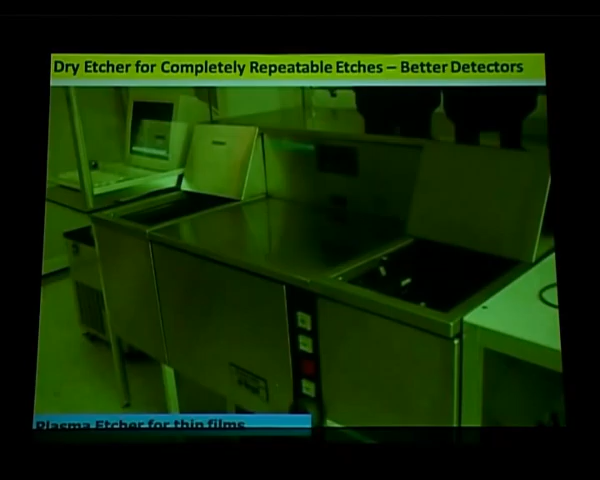 Dry Etcher for Completely Repeatable Etches – Better Detectors
Plasma Etcher for thin films